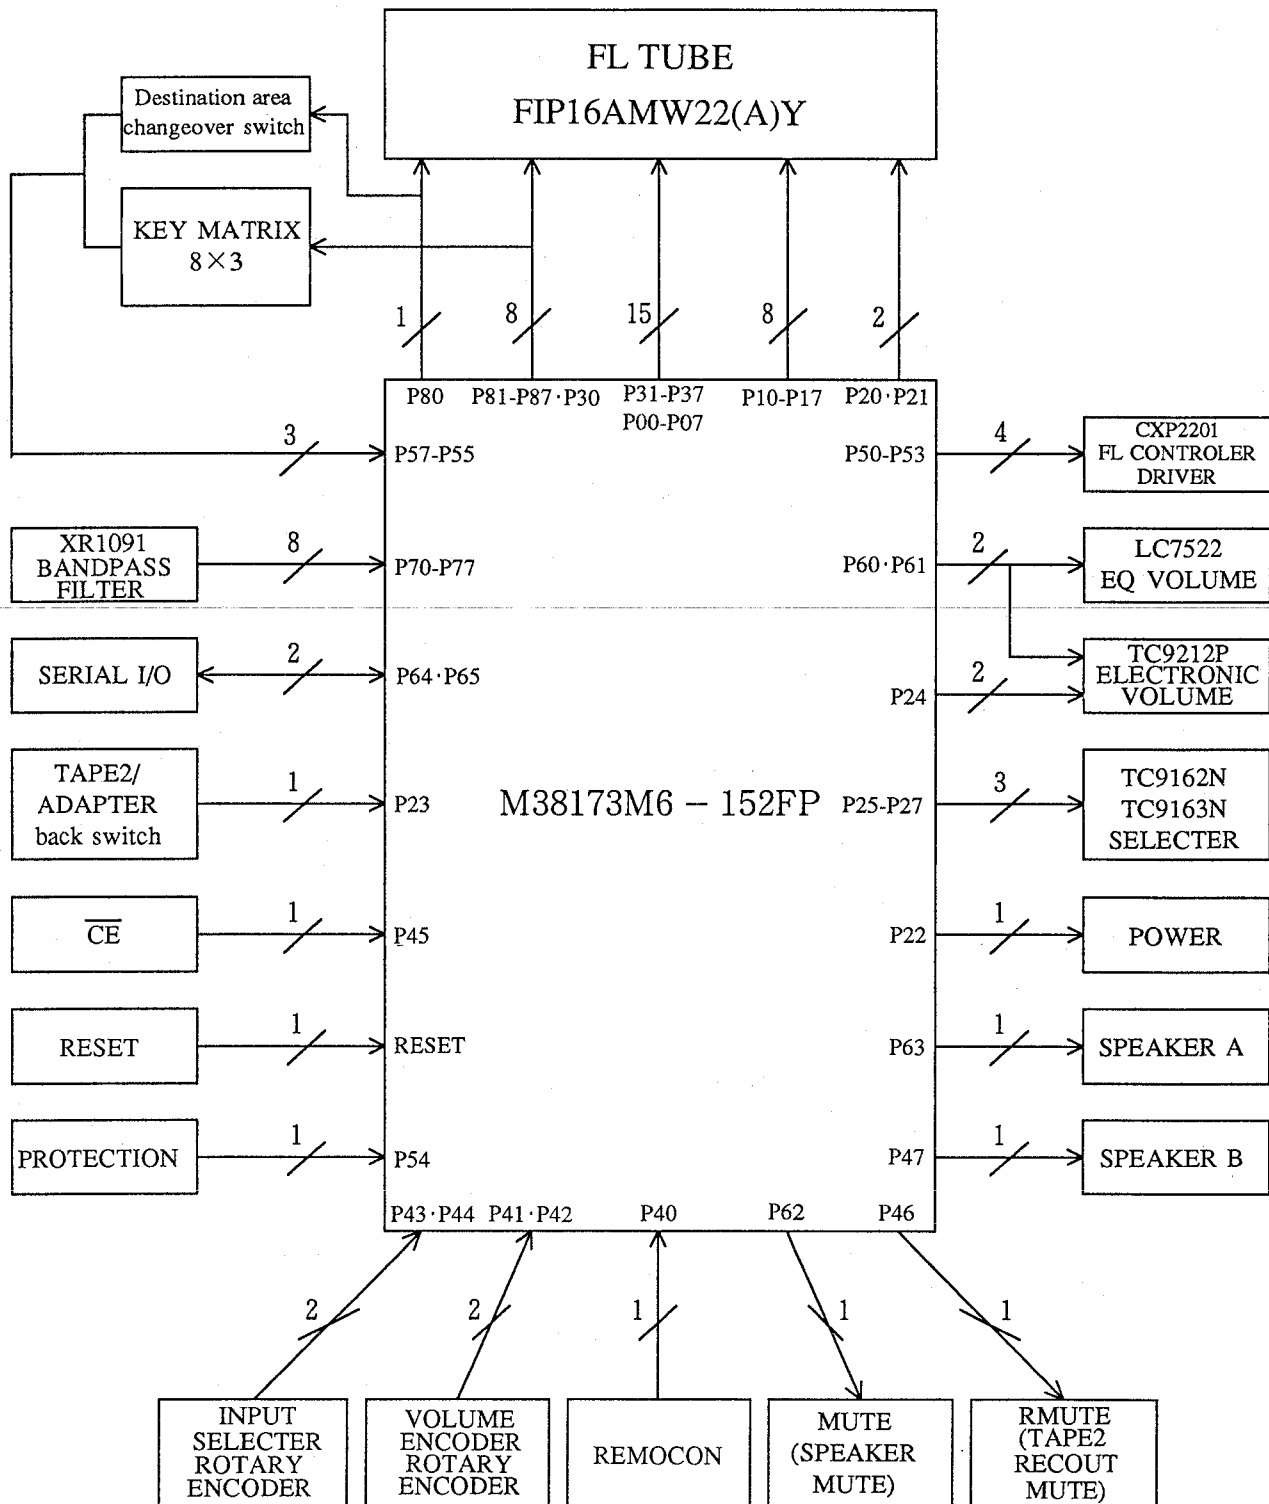 FL TUBE
FIP16AMW22(A)Y
Destination area
changeover switch
KEY MATRIX
8×3
1
8
15
8
2
P80
P81-P87·P30
P31-P37
P00-P07
P10-P17
P20·P21
3
P57-P55
P50-P53
4
CXP2201
FL CONTROLER
DRIVER
XR1091
BANDPASS
FILTER
8
P70-P77
P60·P61
2
LC7522
EQ VOLUME
SERIAL I/O
2
P64·P65
P24
2
TC9212P
ELECTRONIC
VOLUME
TAPE2/
ADAPTER
back switch
1
P23
M38173M6 – 152FP
P25-P27
3
TC9162N
TC9163N
SELECTER
CE
1
P45
P22
1
POWER
RESET
1
RESET
P63
1
SPEAKER A
PROTECTION
1
P54
P47
1
SPEAKER B
P43·P44
P41·P42
P40
P62
P46
2
2
1
1
1
INPUT
SELECTER
ROTARY
ENCODER
VOLUME
ENCODER
ROTARY
ENCODER
REMOCON
MUTE
(SPEAKER
MUTE)
RMUTE
(TAPE2
RECOUT
MUTE)